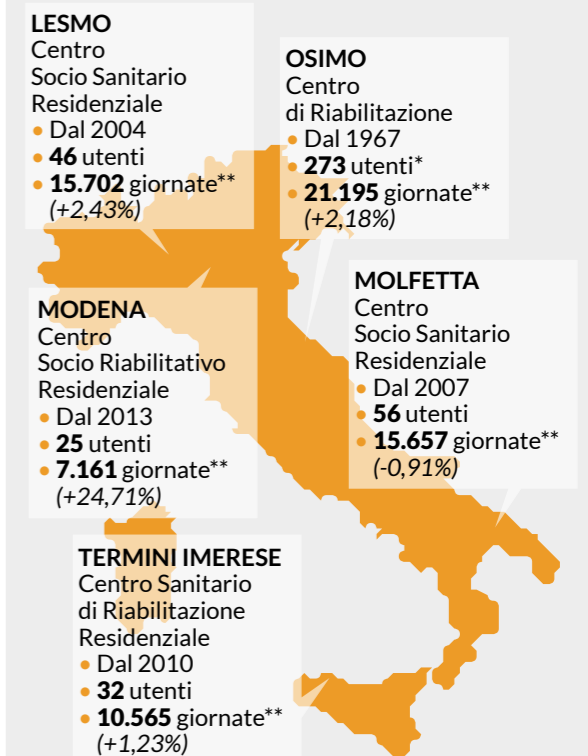 LESMO
Centro
Socio Sanitario
Residenziale
• Dal 2004
• 46 utenti
• 15.702 giornate**
(+2,43%)
OSIMO
Centro
di Riabilitazione
• Dal 1967
• 273 utenti*
• 21.195 giornate**
(+2,18%)
MODENA
Centro
Socio Riabilitativo
Residenziale
• Dal 2013
• 25 utenti
• 7.161 giornate**
(+24,71%)
MOLFETTA
Centro
Socio Sanitario
Residenziale
• Dal 2007
• 56 utenti
• 15.657 giornate**
(-0,91%)
TERMINI IMERESE
Centro Sanitario
di Riabilitazione
Residenziale
• Dal 2010
• 32 utenti
• 10.565 giornate**
(+1,23%)